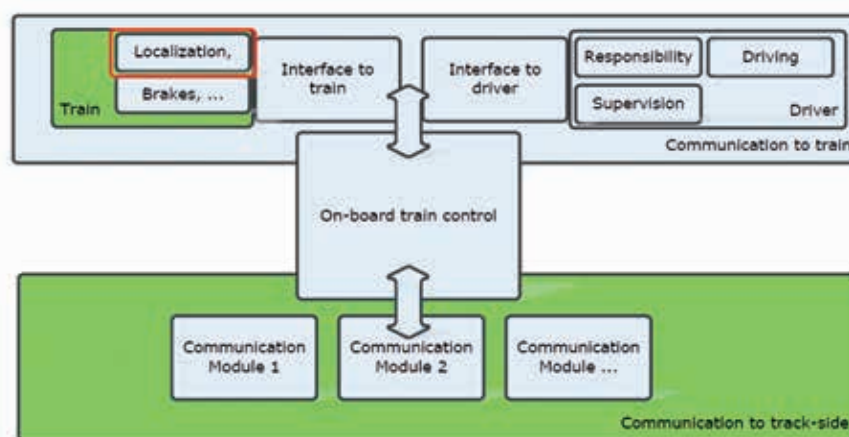 Localization,
Brakes, ...
Train
Interface to
train
Interface to
driver
Responsibility
Driving
Supervision
Driver
Communication to train
On-board train control
Communication
Module 1
Communication
Module 2
Communication
Module ...
Communication to track-side